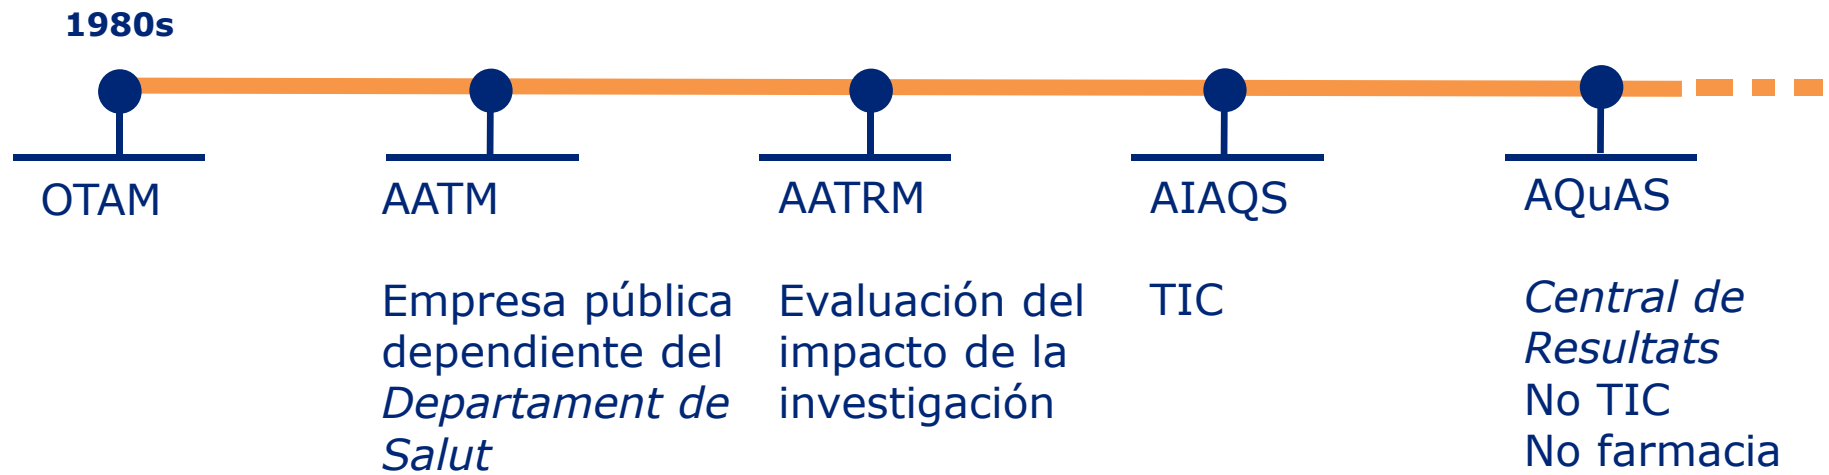 1980s
OTAM
AATM
Empresa pública
dependiente del
Departament de
Salut
AATRM
Evaluación del
impacto de la
investigación
AIAQS
TIC
AQuAS
Central de
Resultats
No TIC
No farmacia